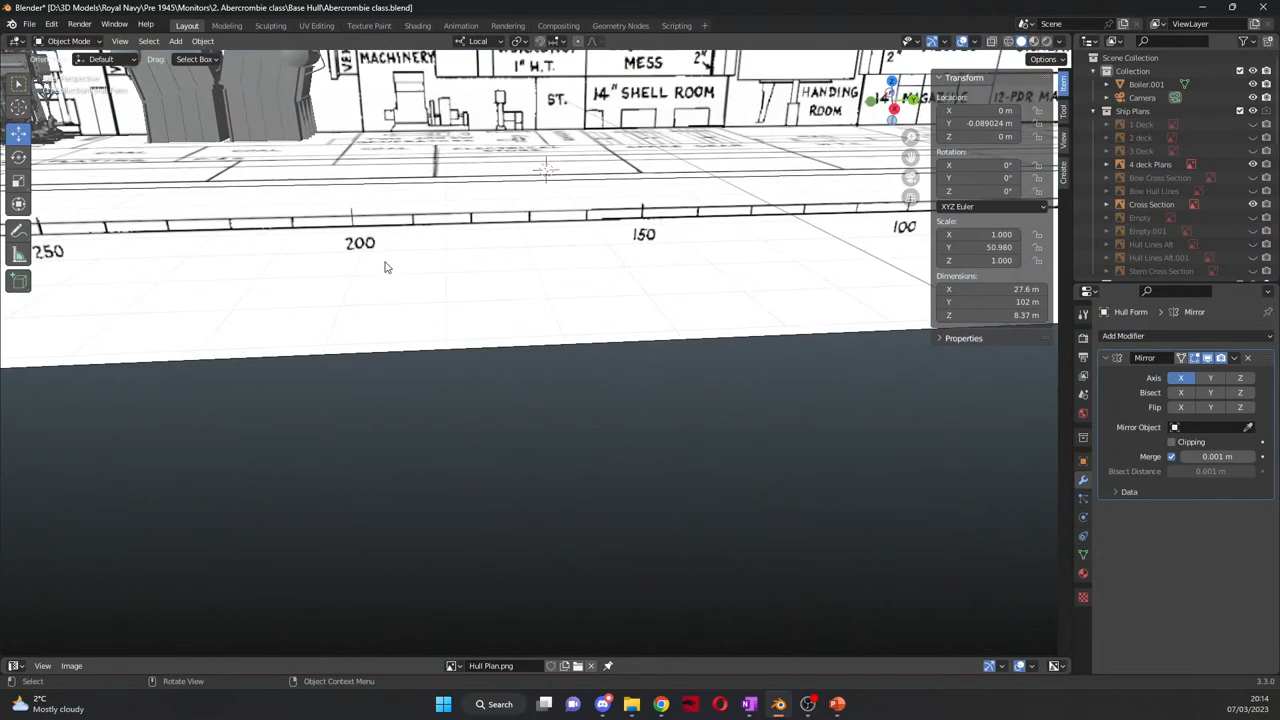 Blender* [D:\3D Models\Royal Navy\Pre 1945\Monitors\2. Abercrombie class\Base Hull\Abercrombie class.blend]
File Edit Render Window Help Layout Modeling Sculpting UV Editing Texture Paint Shading Animation Rendering Compositing Geometry Nodes Scripting + Scene ViewLayer
Object Mode View Select Add Object Local
Default Drag: Select Box Options
MACHINERY
1" H.T.
MESS
2"
ST.
14" SHELL ROOM
HANDING
ROOM
250
200
150
100
Transform
Location:
X 0 m
Y -0.089024 m
Z 0 m
Rotation:
X 0°
Y 0°
Z 0°
XYZ Euler
Scale:
X 1.000
Y 50.980
Z 1.000
Dimensions:
X 27.6 m
Y 102 m
Z 8.37 m
Properties
Item
Tool
View
Create
Scene Collection
Collection
Boiler.001
Camera
Ship Plans
1 Deck
2 deck
3 Deck
4 deck Plans
Bow Cross Section
Bow Hull Lines
Cross Section
Empty
Empty.001
Hull Lines Aft
Hull Lines Aft.001
Stern Cross Section
Hull Form Mirror
Add Modifier
Mirror
Axis X Y Z
Bisect X Y Z
Flip X Y Z
Mirror Object
Clipping
Merge 0.001 m
Bisect Distance 0.001 m
Data
View Image Hull Plan.png
Select Rotate View Object Context Menu 3.3.0
2°C
Mostly cloudy
Search
20:14
07/03/2023